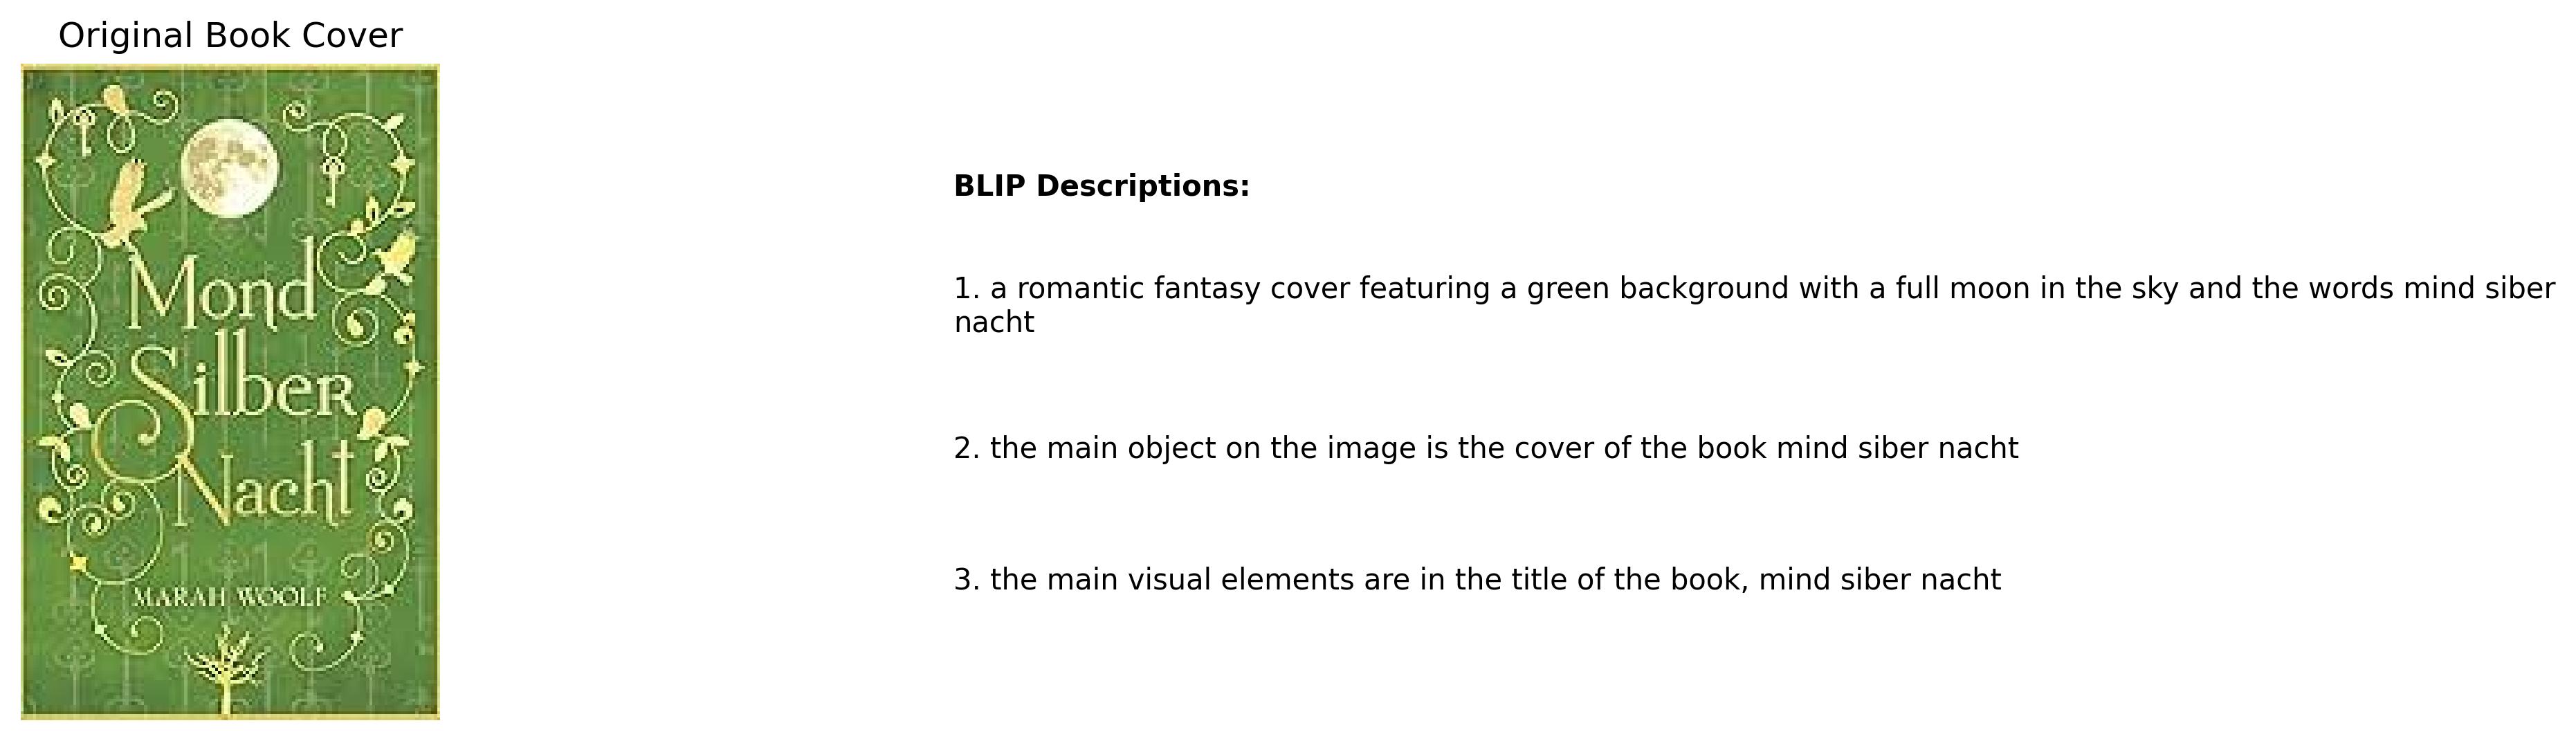 Original Book Cover
Mond
Silber
Nacht
MARAH WOOLF
BLIP Descriptions:
1. a romantic fantasy cover featuring a green background with a full moon in the sky and the words mind siber
nacht
2. the main object on the image is the cover of the book mind siber nacht
3. the main visual elements are in the title of the book, mind siber nacht